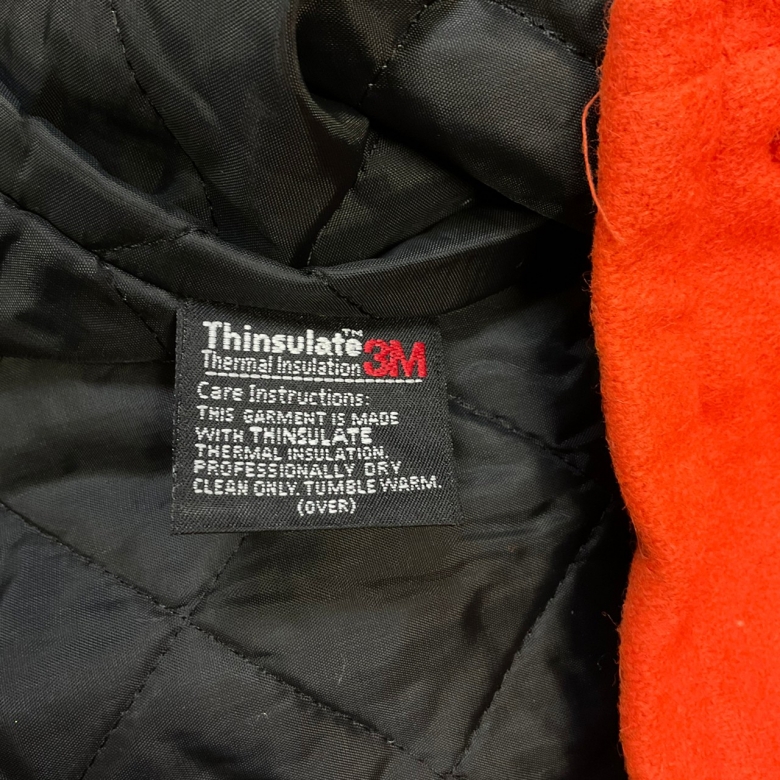 Thinsulate™ 3M
Thermal Insulation
Care Instructions:
THIS GARMENT IS MADE
WITH THINSULATE
THERMAL INSULATION.
PROFESSIONALLY DRY
CLEAN ONLY. TUMBLE WARM.
(OVER)